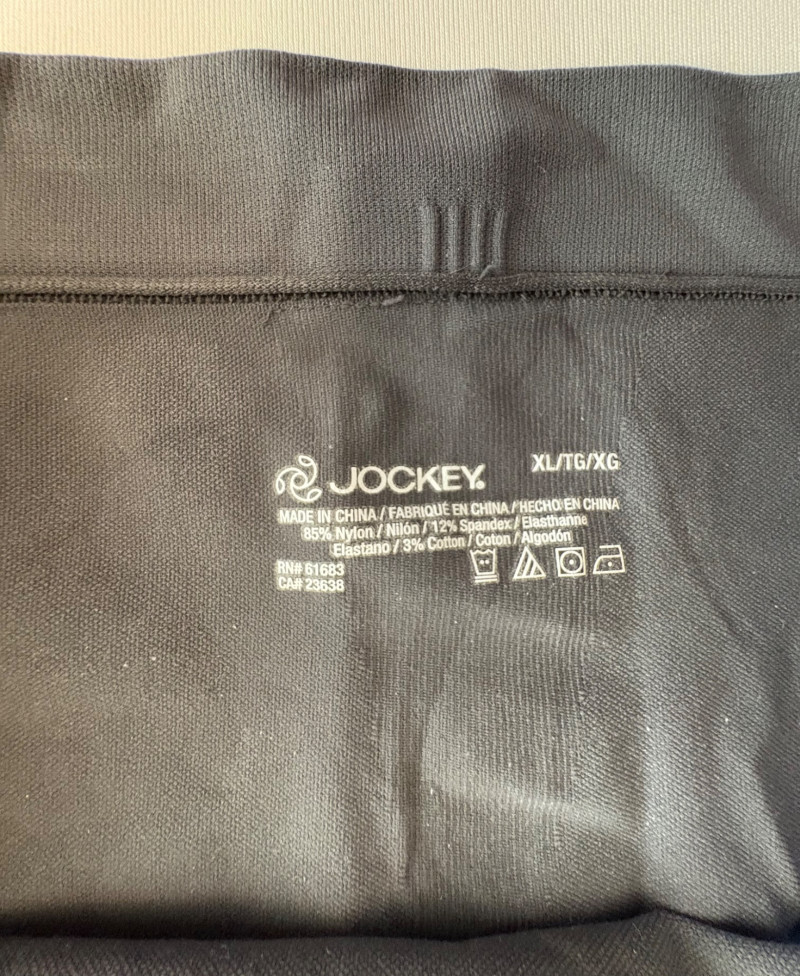 JOCKEY.
XL/TG/XG
MADE IN CHINA / FABRIQUÉ EN CHINA / HECHO EN CHINA
85% Nylon / Nilón / 12% Spandex / Elasthanne
Elastano / 3% Cotton / Coton / Algodón
RN# 61683
CA# 23638